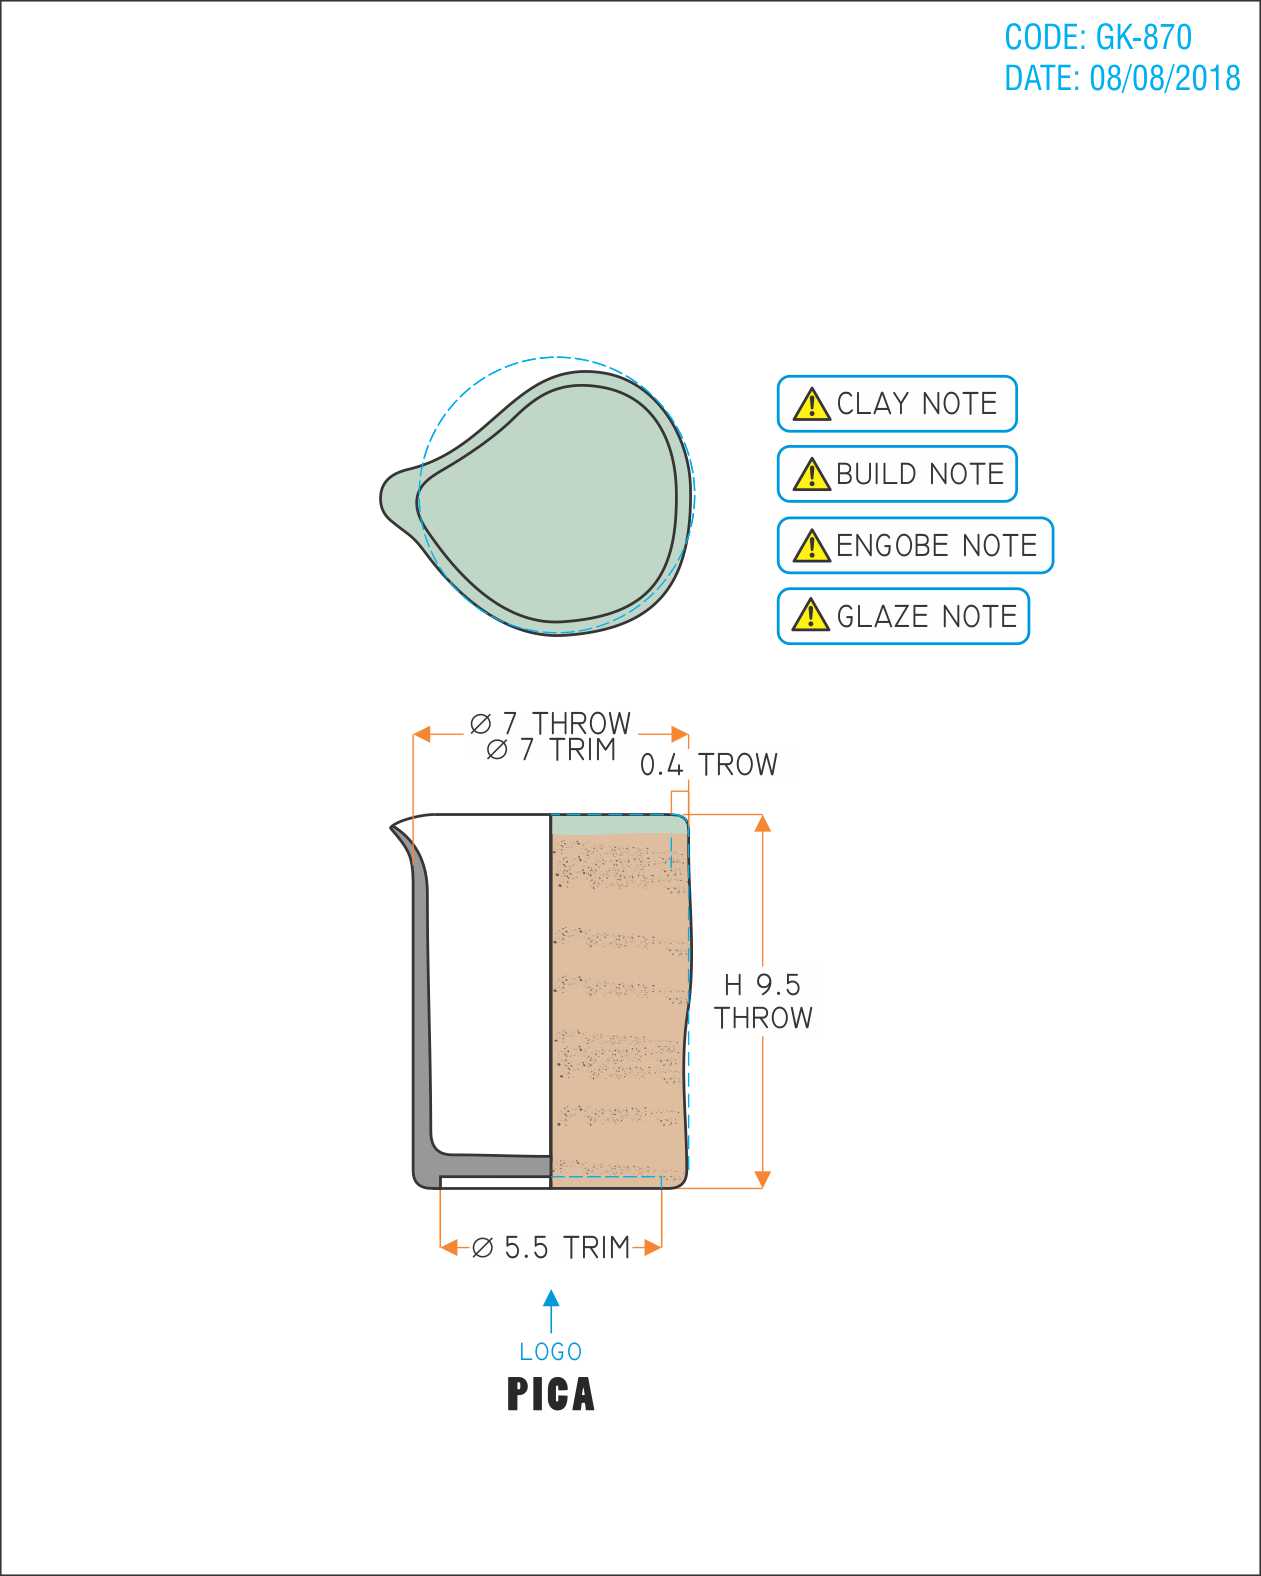 CODE: GK-870
DATE: 08/08/2018
CLAY NOTE
BUILD NOTE
ENGOBE NOTE
GLAZE NOTE
Ø 7 THROW
Ø 7 TRIM
0.4 TROW
H 9.5
THROW
Ø 5.5 TRIM
LOGO
PICA